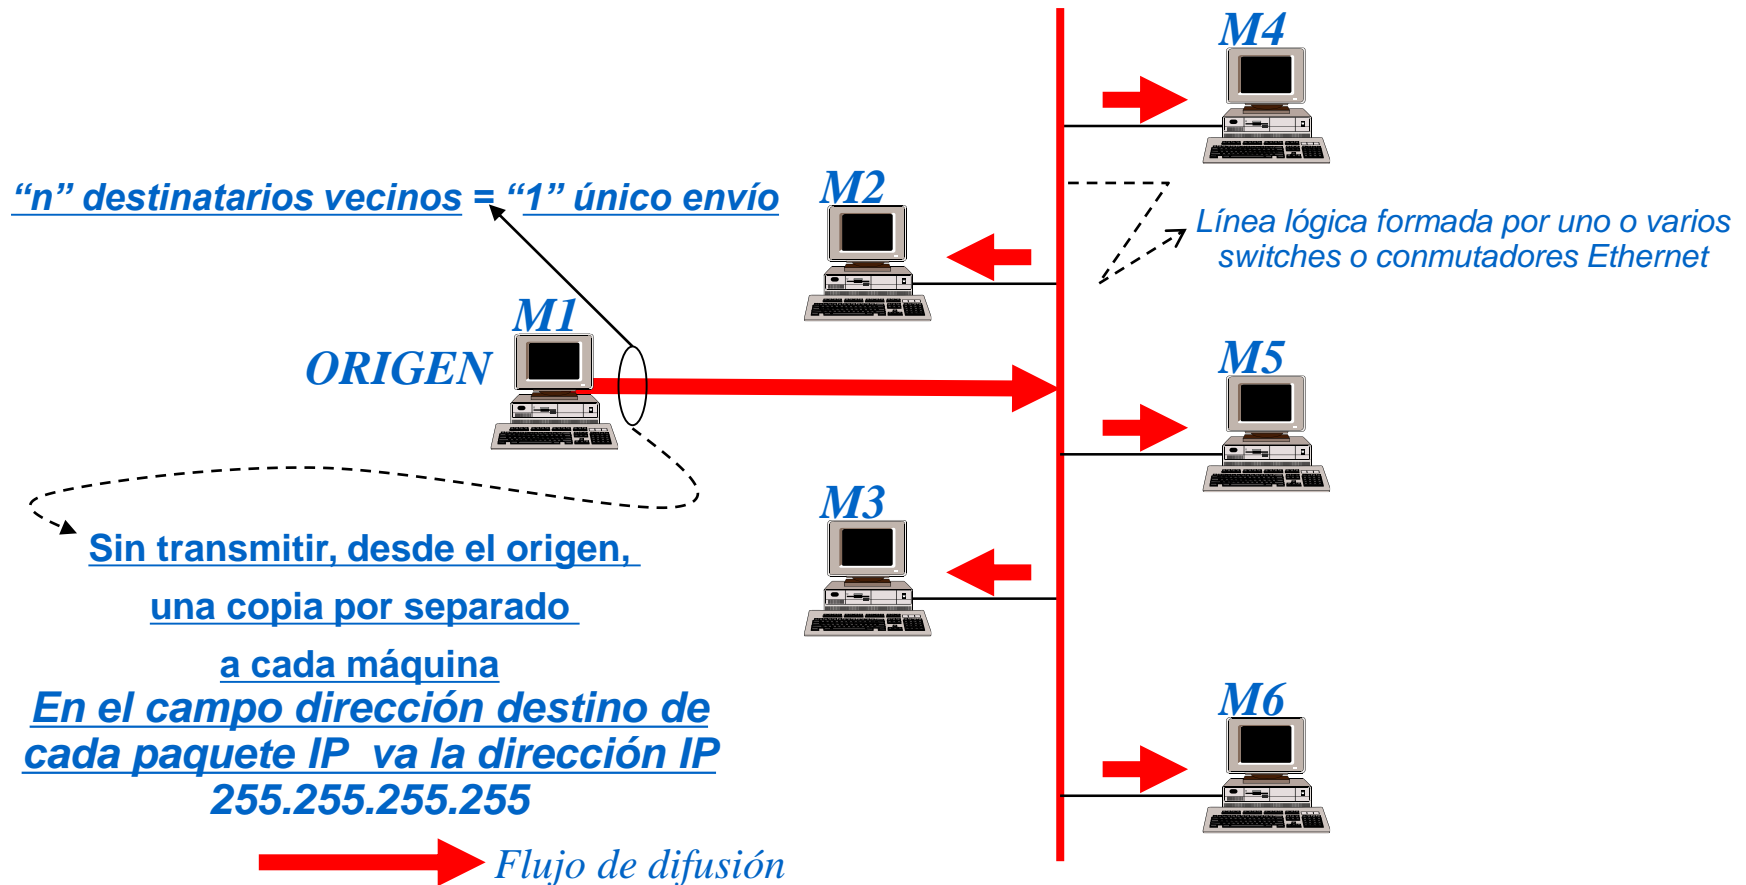 M4
“n” destinatarios vecinos = “1” único envío
M2
Línea lógica formada por uno o varios
switches o conmutadores Ethernet
M1
ORIGEN
M5
M3
Sin transmitir, desde el origen,
una copia por separado
a cada máquina
En el campo dirección destino de
cada paquete IP va la dirección IP
255.255.255.255
M6
Flujo de difusión